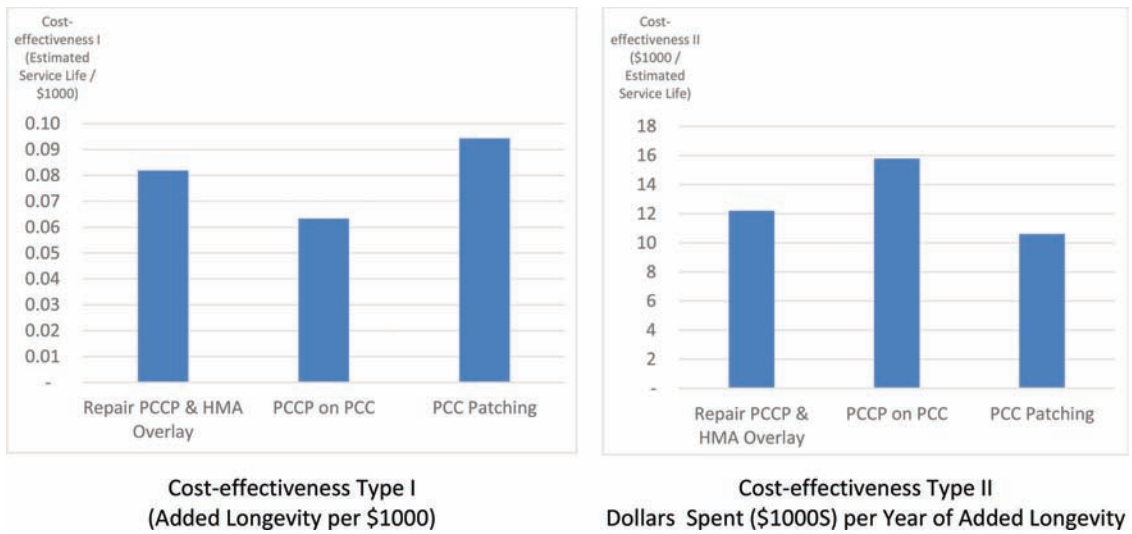 Cost-
effectiveness I
(Estimated
Service Life /
$1000)
0.10
0.09
0.08
0.07
0.06
0.05
0.04
0.03
0.02
0.01
-
Repair PCCP & HMA
Overlay
PCCP on PCC
PCC Patching
Cost-effectiveness Type I
(Added Longevity per $1000)
Cost-
effectiveness II
($1000 /
Estimated
Service Life)
18
16
14
12
10
8
6
4
2
-
Repair PCCP &
HMA Overlay
PCCP on PCC
PCC Patching
Cost-effectiveness Type II
Dollars Spent ($1000S) per Year of Added Longevity